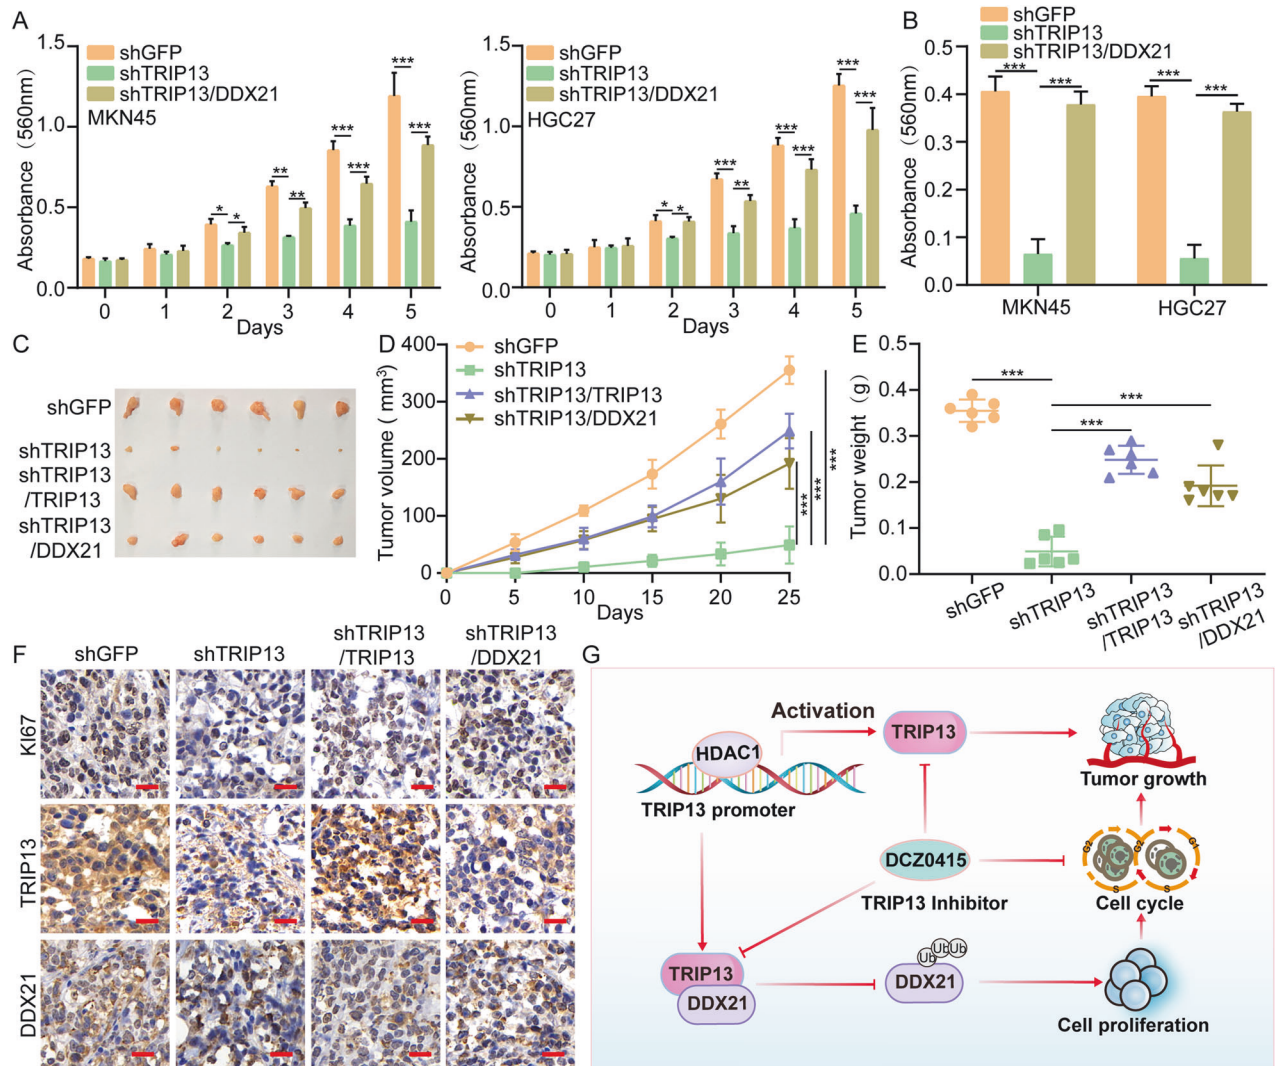 A
shGFP
shTRIP13
shTRIP13/DDX21
MKN45
Absorbance (560nm)
1.5
1.0
0.5
0.0
*
*
**
**
***
***
***
***
0
1
2
3
4
5
Days
shGFP
shTRIP13
shTRIP13/DDX21
HGC27
Absorbance (560nm)
1.5
1.0
0.5
0.0
*
*
***
**
***
***
***
***
0
1
2
3
4
5
Days
B
shGFP
shTRIP13
shTRIP13/DDX21
Absorbance (560nm)
0.5
0.4
0.3
0.2
0.1
0.0
***
***
***
***
MKN45
HGC27
C
shGFP
shTRIP13
shTRIP13
/TRIP13
shTRIP13
/DDX21
D
shGFP
shTRIP13
shTRIP13/TRIP13
shTRIP13/DDX21
Tumor volume (mm³)
400
300
200
100
0
***
***
***
0
5
10
15
20
25
Days
E
Tumor weight (g)
0.5
0.4
0.3
0.2
0.1
0.0
***
***
***
shGFP
shTRIP13
shTRIP13
/TRIP13
shTRIP13
/DDX21
F
shGFP
shTRIP13
shTRIP13
/TRIP13
shTRIP13
/DDX21
KI67
TRIP13
DDX21
G
Activation
HDAC1
TRIP13 promoter
TRIP13
Tumor growth
DCZ0415
TRIP13 Inhibitor
G2
S
G2
G1
S
Cell cycle
TRIP13
DDX21
Ub
Ub
Ub
DDX21
Cell proliferation